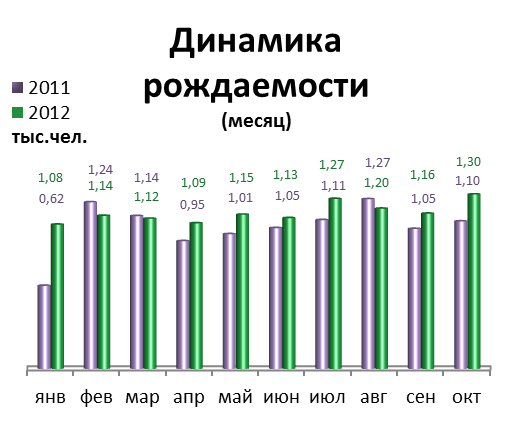 Динамика
рождаемости
(месяц)
2011
2012
тыс.чел.
1,08 1,24 1,14 1,09 1,15 1,13 1,27 1,27 1,16 1,30
0,62 1,14 1,12 0,95 1,01 1,05 1,11 1,20 1,05 1,10
янв фев мар апр май июн июл авг сен окт